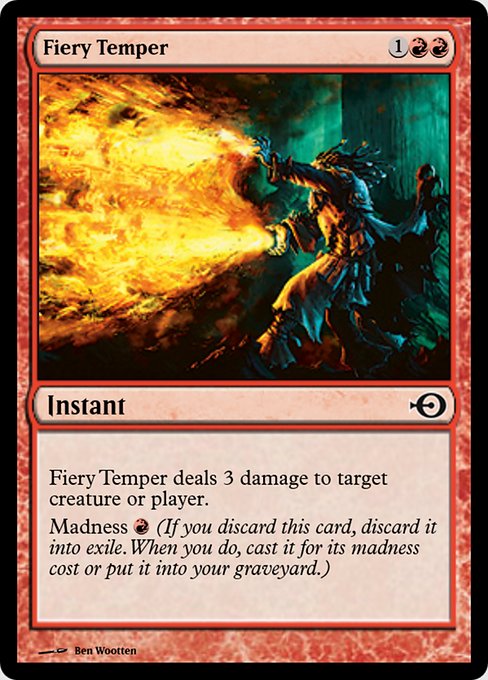 Fiery Temper 1
Instant
Fiery Temper deals 3 damage to target
creature or player.
Madness (If you discard this card, discard it
into exile. When you do, cast it for its madness
cost or put it into your graveyard.)
Ben Wootten